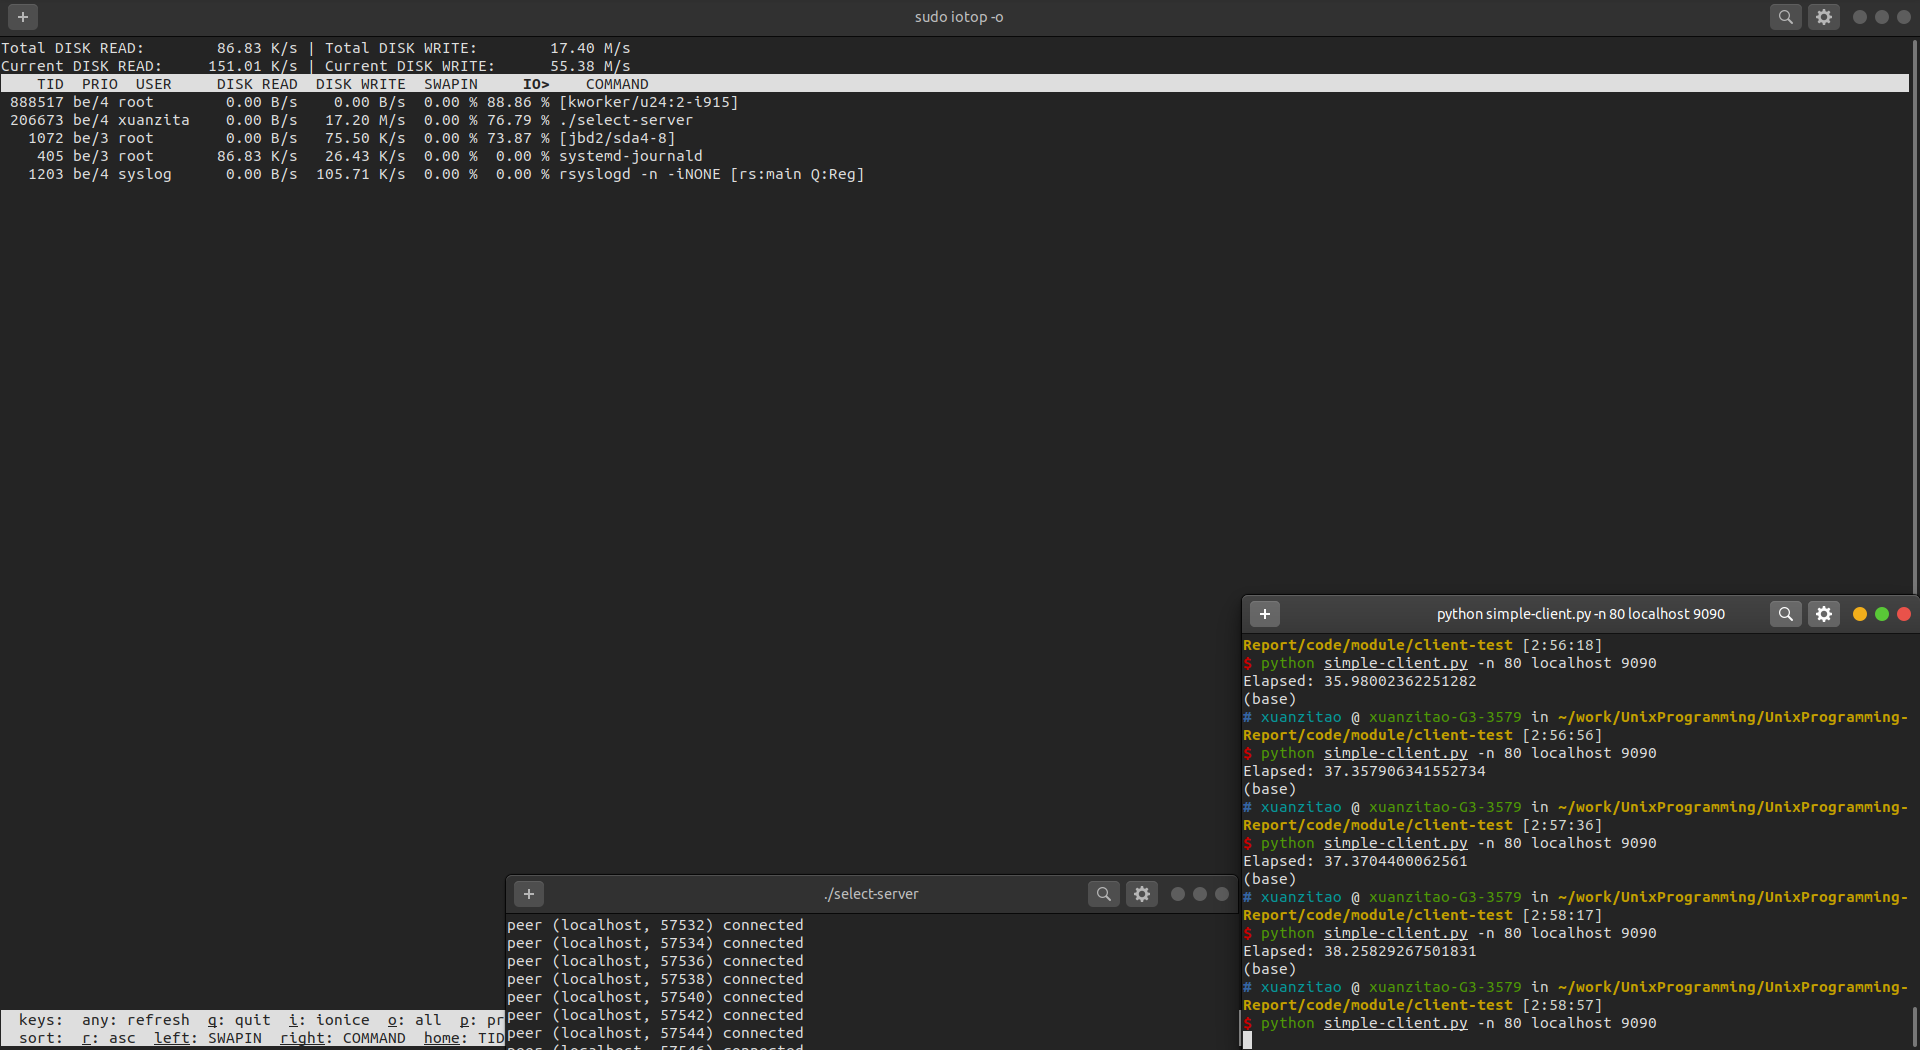 sudo iotop -o
Total DISK READ:        86.83 K/s | Total DISK WRITE:        17.40 M/s
Current DISK READ:     151.01 K/s | Current DISK WRITE:      55.38 M/s
TID  PRIO  USER     DISK READ  DISK WRITE  SWAPIN     IO>    COMMAND
888517 be/4 root        0.00 B/s    0.00 B/s  0.00 % 88.86 % [kworker/u24:2-i915]
206673 be/4 xuanzita    0.00 B/s   17.20 M/s  0.00 % 76.79 % ./select-server
1072 be/3 root        0.00 B/s   75.50 K/s  0.00 % 73.87 % [jbd2/sda4-8]
405 be/3 root       86.83 K/s   26.43 K/s  0.00 %  0.00 % systemd-journald
1203 be/4 syslog      0.00 B/s  105.71 K/s  0.00 %  0.00 % rsyslogd -n -iNONE [rs:main Q:Reg]
keys:  any: refresh  q: quit  i: ionice  o: all  p: pr
sort:  r: asc  left: SWAPIN  right: COMMAND  home: TID
./select-server
peer (localhost, 57532) connected
peer (localhost, 57534) connected
peer (localhost, 57536) connected
peer (localhost, 57538) connected
peer (localhost, 57540) connected
peer (localhost, 57542) connected
peer (localhost, 57544) connected
peer (localhost, 57546) connected
python simple-client.py -n 80 localhost 9090
Report/code/module/client-test [2:56:18]
$ python simple-client.py -n 80 localhost 9090
Elapsed: 35.98002362251282
(base)
# xuanzitao @ xuanzitao-G3-3579 in ~/work/UnixProgramming/UnixProgramming-
Report/code/module/client-test [2:56:56]
$ python simple-client.py -n 80 localhost 9090
Elapsed: 37.357906341552734
(base)
# xuanzitao @ xuanzitao-G3-3579 in ~/work/UnixProgramming/UnixProgramming-
Report/code/module/client-test [2:57:36]
$ python simple-client.py -n 80 localhost 9090
Elapsed: 37.3704400062561
(base)
# xuanzitao @ xuanzitao-G3-3579 in ~/work/UnixProgramming/UnixProgramming-
Report/code/module/client-test [2:58:17]
$ python simple-client.py -n 80 localhost 9090
Elapsed: 38.25829267501831
(base)
# xuanzitao @ xuanzitao-G3-3579 in ~/work/UnixProgramming/UnixProgramming-
Report/code/module/client-test [2:58:57]
$ python simple-client.py -n 80 localhost 9090